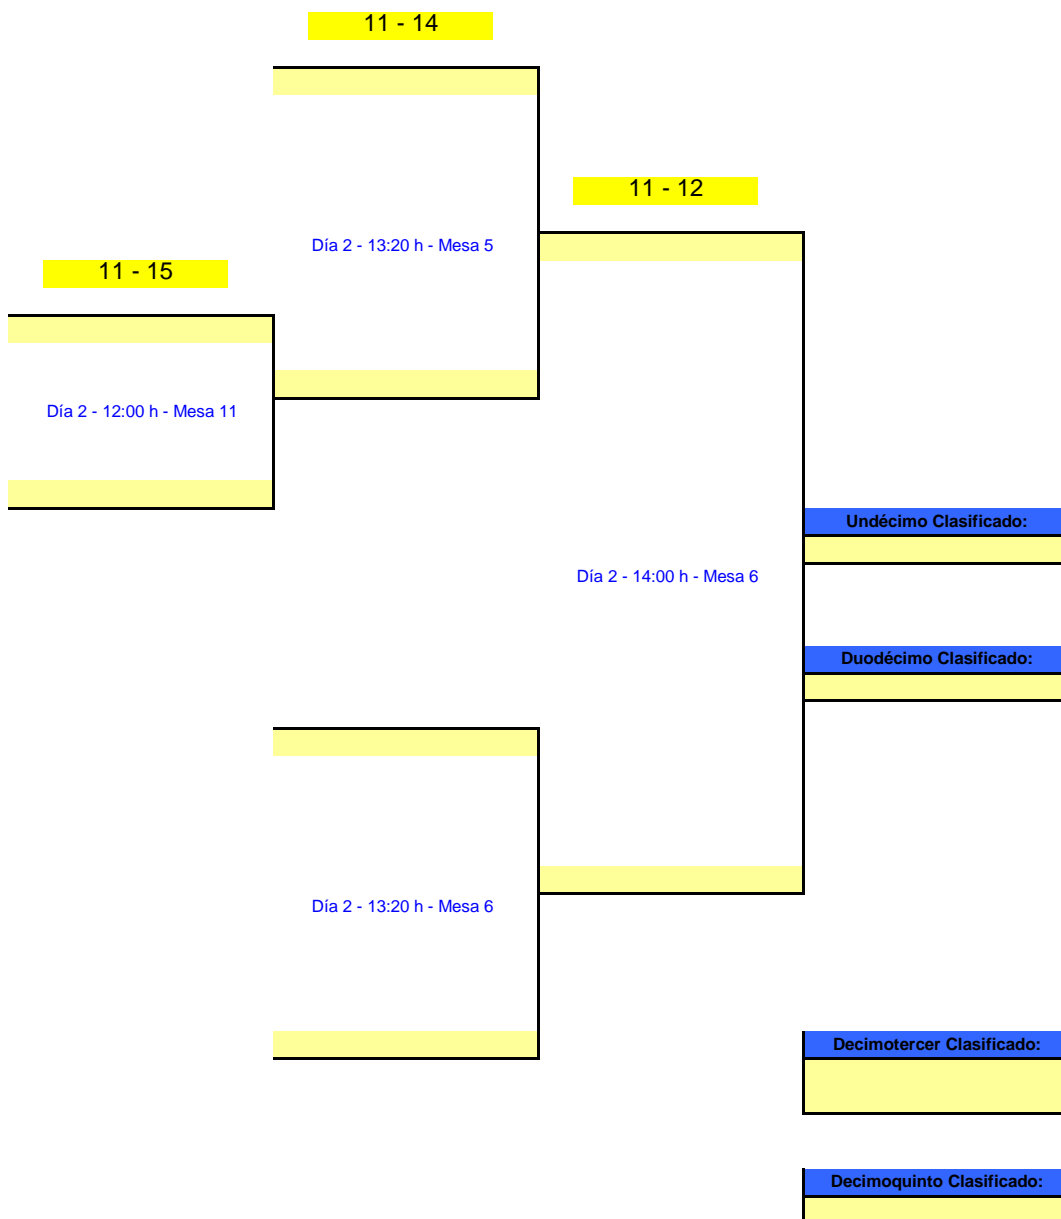 11 - 14
11 - 12
Día 2 - 13:20 h - Mesa 5
11 - 15
Día 2 - 12:00 h - Mesa 11
Undécimo Clasificado:
Día 2 - 14:00 h - Mesa 6
Duodécimo Clasificado:
Día 2 - 13:20 h - Mesa 6
Decimotercer Clasificado:
Decimoquinto Clasificado: